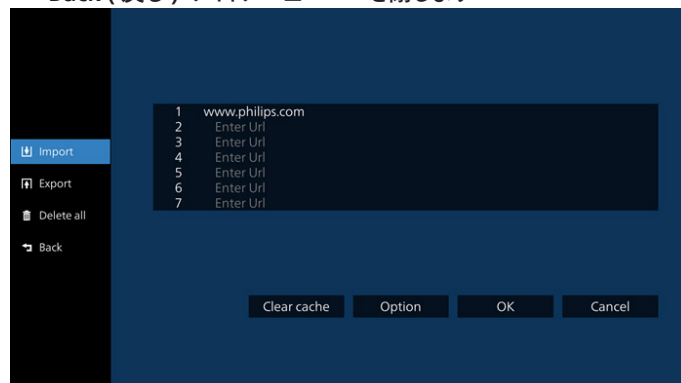 1 www.philips.com
2 Enter Url
3 Enter Url
4 Enter Url
5 Enter Url
6 Enter Url
7 Enter Url
Import
Export
Delete all
Back
Clear cache Option OK Cancel